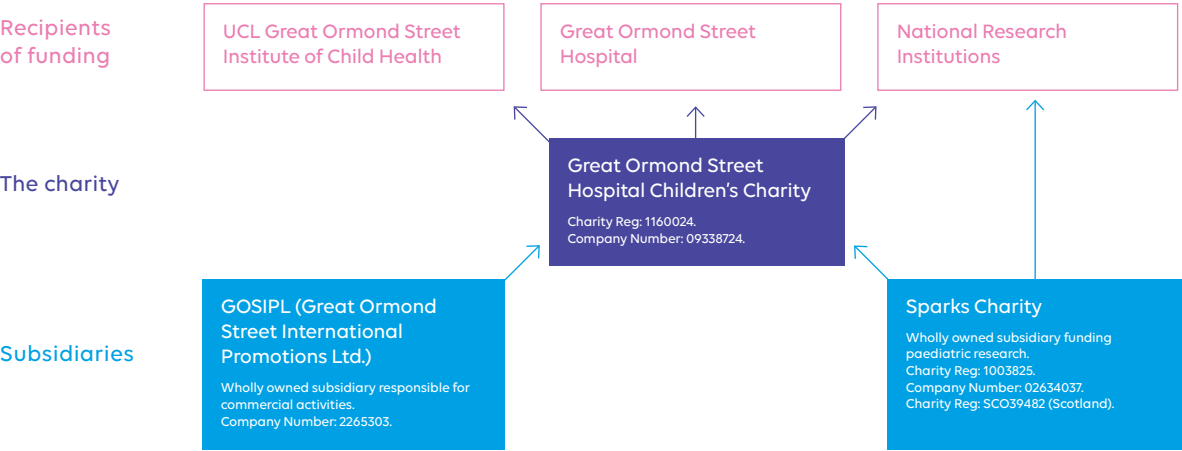 Recipients
of funding
UCL Great Ormond Street
Institute of Child Health
Great Ormond Street
Hospital
National Research
Institutions
The charity
Great Ormond Street
Hospital Children’s Charity
Charity Reg: 1160024.
Company Number: 09338724.
Subsidiaries
GOSIPL (Great Ormond
Street International
Promotions Ltd.)
Wholly owned subsidiary responsible for
commercial activities.
Company Number: 2265303.
Sparks Charity
Wholly owned subsidiary funding
paediatric research.
Charity Reg: 1003825.
Company Number: 02634037.
Charity Reg: SCO39482 (Scotland).